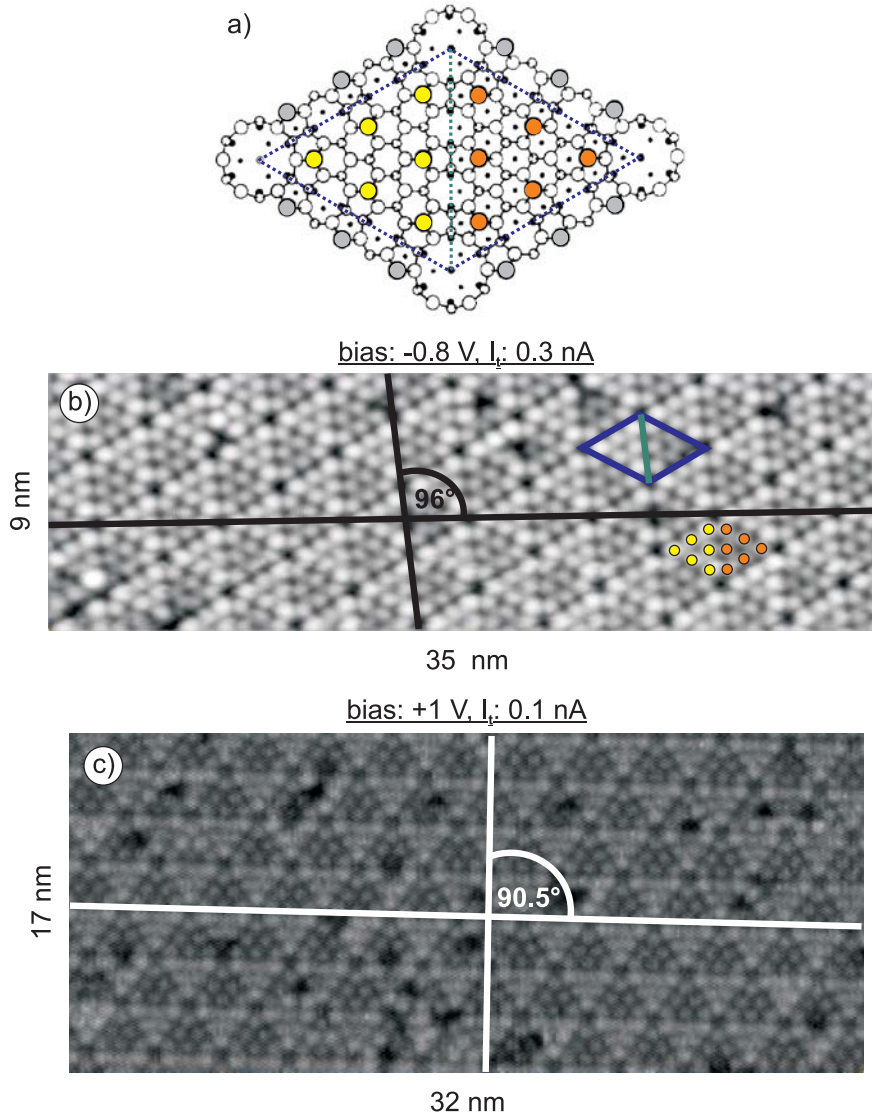 a)
bias: -0.8 V, Iₜ: 0.3 nA
b)
96°
9 nm
35 nm
bias: +1 V, Iₜ: 0.1 nA
c)
90.5°
17 nm
32 nm